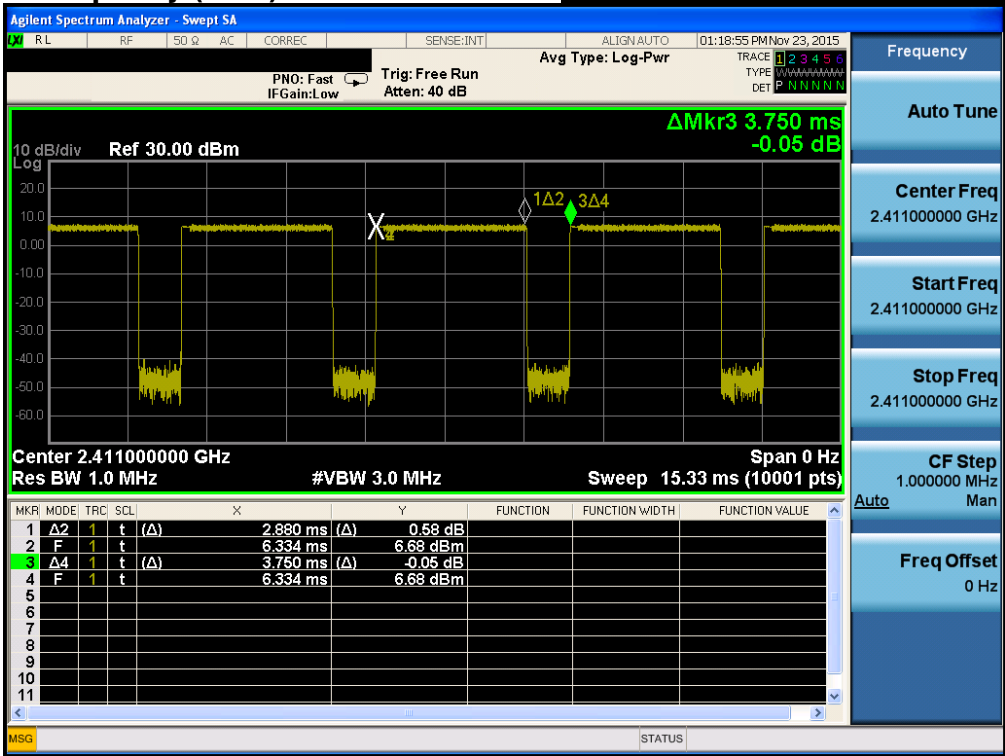 Agilent Spectrum Analyzer - Swept SA
LXI RL RF 50 Ω AC CORREC SENSE:INT ALIGN AUTO 01:18:55 PM Nov 23, 2015
Frequency
Avg Type: Log-Pwr
TRACE 1 2 3 4 5 6
PNO: Fast Trig: Free Run
TYPE WWWWWW
IFGain:Low Atten: 40 dB
DET P N N N N N
Auto Tune
ΔMkr3 3.750 ms
-0.05 dB
10 dB/div Ref 30.00 dBm
Log
20.0
10.0
0.00
-10.0
-20.0
-30.0
-40.0
-50.0
-60.0
X4
1Δ2
3Δ4
Center Freq
2.411000000 GHz
Start Freq
2.411000000 GHz
Stop Freq
2.411000000 GHz
Center 2.411000000 GHz Span 0 Hz
Res BW 1.0 MHz #VBW 3.0 MHz Sweep 15.33 ms (10001 pts)
CF Step
1.000000 MHz
Auto Man
MKR MODE TRC SCL X Y FUNCTION FUNCTION WIDTH FUNCTION VALUE
1 Δ2 1 t (Δ) 2.880 ms (Δ) 0.58 dB
2 F 1 t 6.334 ms 6.68 dBm
3 Δ4 1 t (Δ) 3.750 ms (Δ) -0.05 dB
4 F 1 t 6.334 ms 6.68 dBm
5
6
7
8
9
10
11
Freq Offset
0 Hz
MSG STATUS